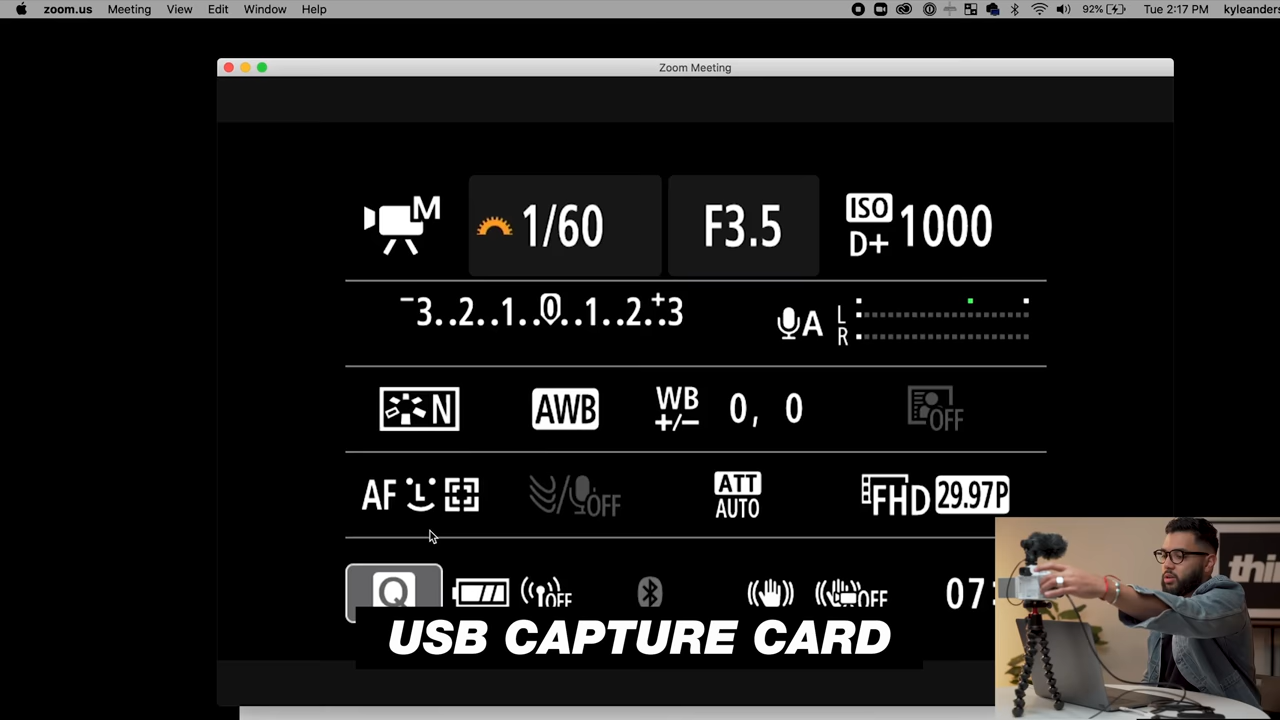 zoom.us Meeting View Edit Window Help 92% Tue 2:17 PM kyleanders
Zoom Meeting
M 1/60 F3.5 ISO D+ 1000
-3..2..1..0..1..2..+3 A L R
N AWB WB +/- 0, 0 OFF
AF OFF ATT AUTO FHD 29.97P
Q OFF OFF 07:
USB CAPTURE CARD
thin